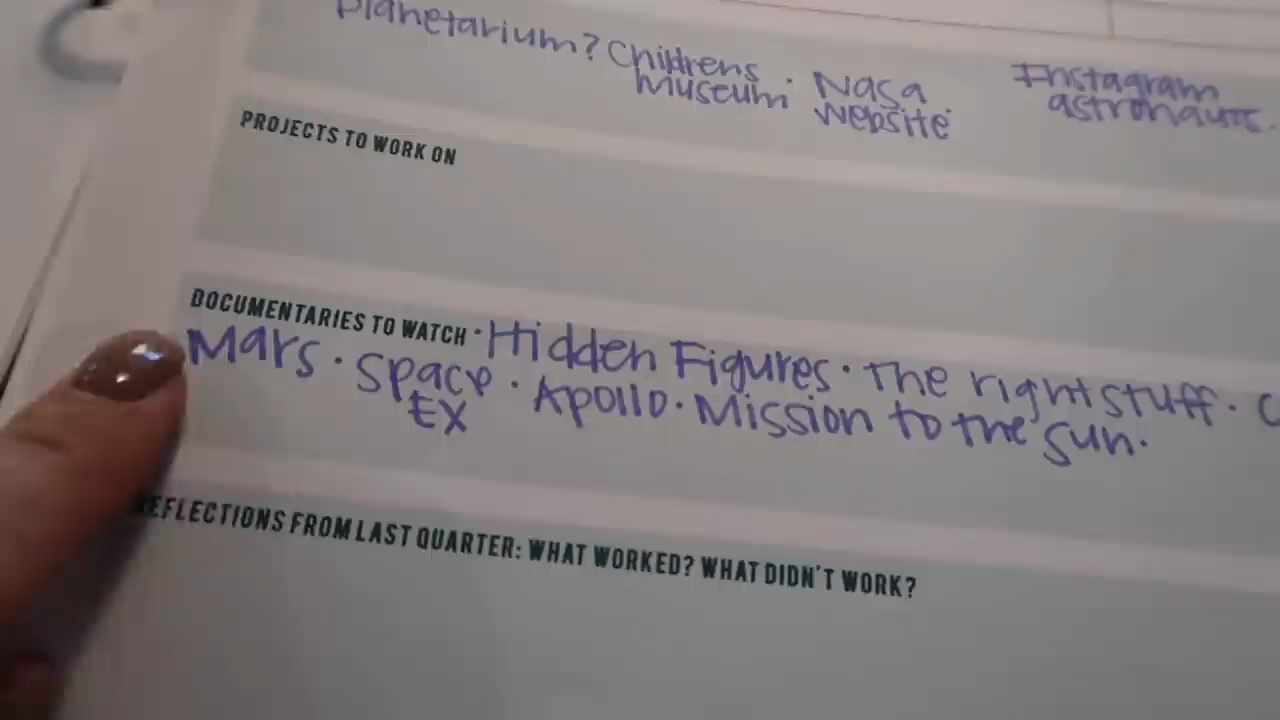 Planetarium? Childrens Museum · Nasa website · Instagram astronauts.
PROJECTS TO WORK ON
DOCUMENTARIES TO WATCH · Hidden Figures · The right stuff ·
Mars · Space EX · Apollo · Mission to the sun.
REFLECTIONS FROM LAST QUARTER: WHAT WORKED? WHAT DIDN'T WORK?